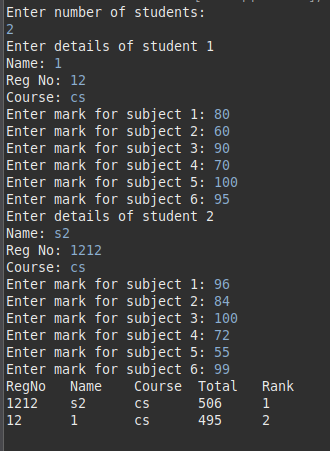 Enter number of students:
2
Enter details of student 1
Name: 1
Reg No: 12
Course: cs
Enter mark for subject 1: 80
Enter mark for subject 2: 60
Enter mark for subject 3: 90
Enter mark for subject 4: 70
Enter mark for subject 5: 100
Enter mark for subject 6: 95
Enter details of student 2
Name: s2
Reg No: 1212
Course: cs
Enter mark for subject 1: 96
Enter mark for subject 2: 84
Enter mark for subject 3: 100
Enter mark for subject 4: 72
Enter mark for subject 5: 55
Enter mark for subject 6: 99
RegNo Name Course Total Rank
1212 s2 cs 506 1
12 1 cs 495 2